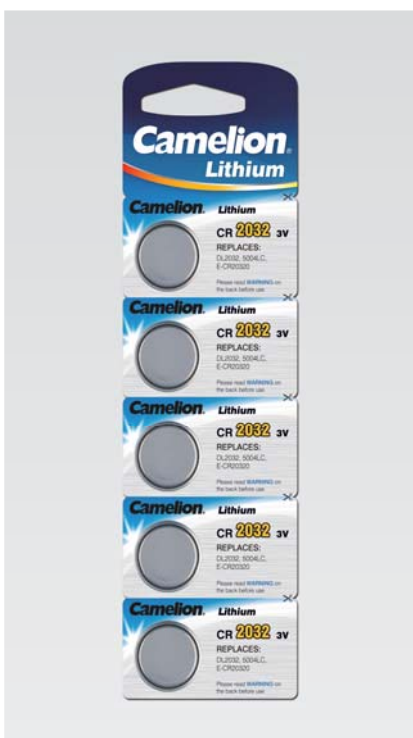 Camelion®
Lithium
Camelion® Lithium
CR 2032 3V
REPLACES:
DL2032, 5004LC,
E-CR20320
Please read WARNING on
the back before use
Camelion® Lithium
CR 2032 3V
REPLACES:
DL2032, 5004LC,
E-CR20320
Please read WARNING on
the back before use
Camelion® Lithium
CR 2032 3V
REPLACES:
DL2032, 5004LC,
E-CR20320
Please read WARNING on
the back before use
Camelion® Lithium
CR 2032 3V
REPLACES:
DL2032, 5004LC,
E-CR20320
Please read WARNING on
the back before use
Camelion® Lithium
CR 2032 3V
REPLACES:
DL2032, 5004LC,
E-CR20320
Please read WARNING on
the back before use